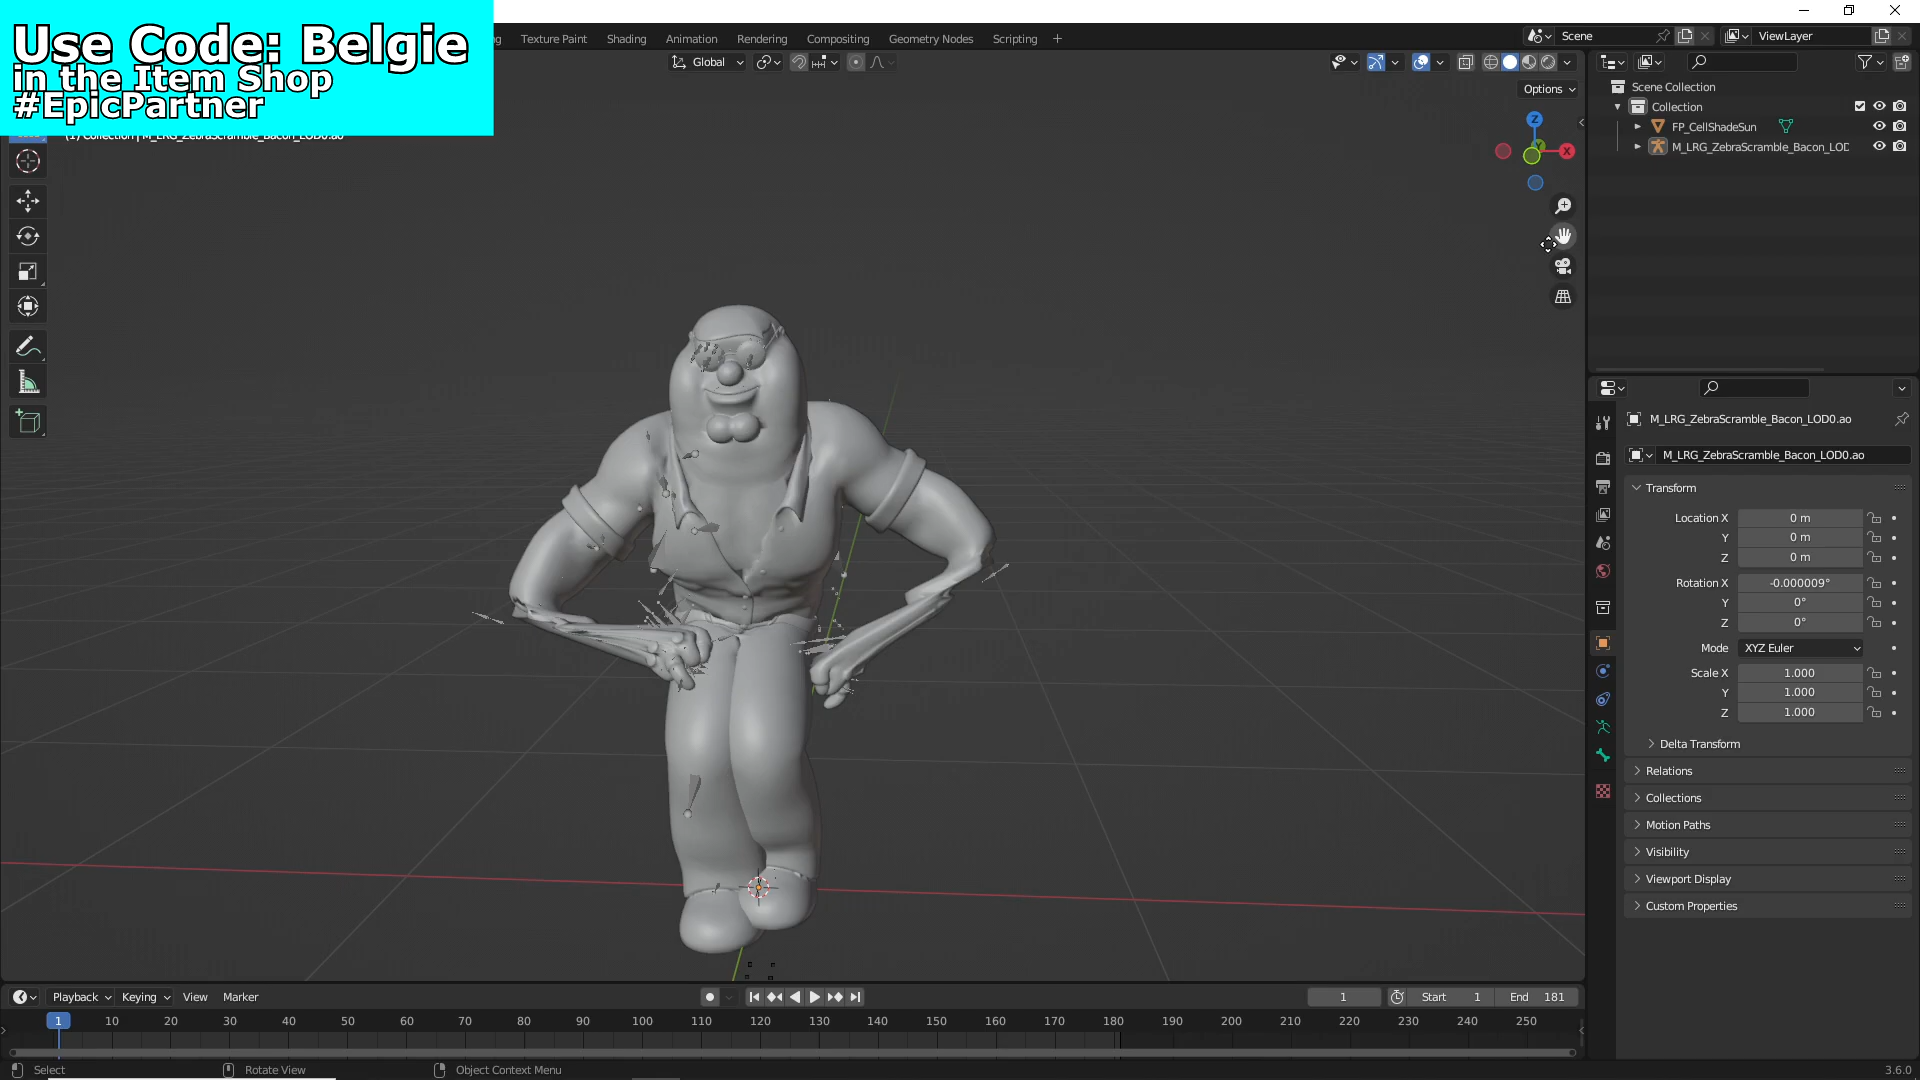 Use Code: Belgie
in the Item Shop
#EpicPartner
Texture Paint
Shading
Animation
Rendering
Compositing
Geometry Nodes
Scripting
Scene
ViewLayer
Global
Options
Scene Collection
Collection
FP_CellShadeSun
M_LRG_ZebraScramble_Bacon_LOD
(1) Collection | M_LRG_ZebraScramble_Bacon_LOD0.ao
Z
Y
X
M_LRG_ZebraScramble_Bacon_LOD0.ao
M_LRG_ZebraScramble_Bacon_LOD0.ao
Transform
Location X 0 m
Y 0 m
Z 0 m
Rotation X -0.000009°
Y 0°
Z 0°
Mode XYZ Euler
Scale X 1.000
Y 1.000
Z 1.000
Delta Transform
Relations
Collections
Motion Paths
Visibility
Viewport Display
Custom Properties
Playback Keying View Marker
1 Start 1 End 181
1 10 20 30 40 50 60 70 80 90 100 110 120 130 140 150 160 170 180 190 200 210 220 230 240 250
Select Rotate View Object Context Menu 3.6.0